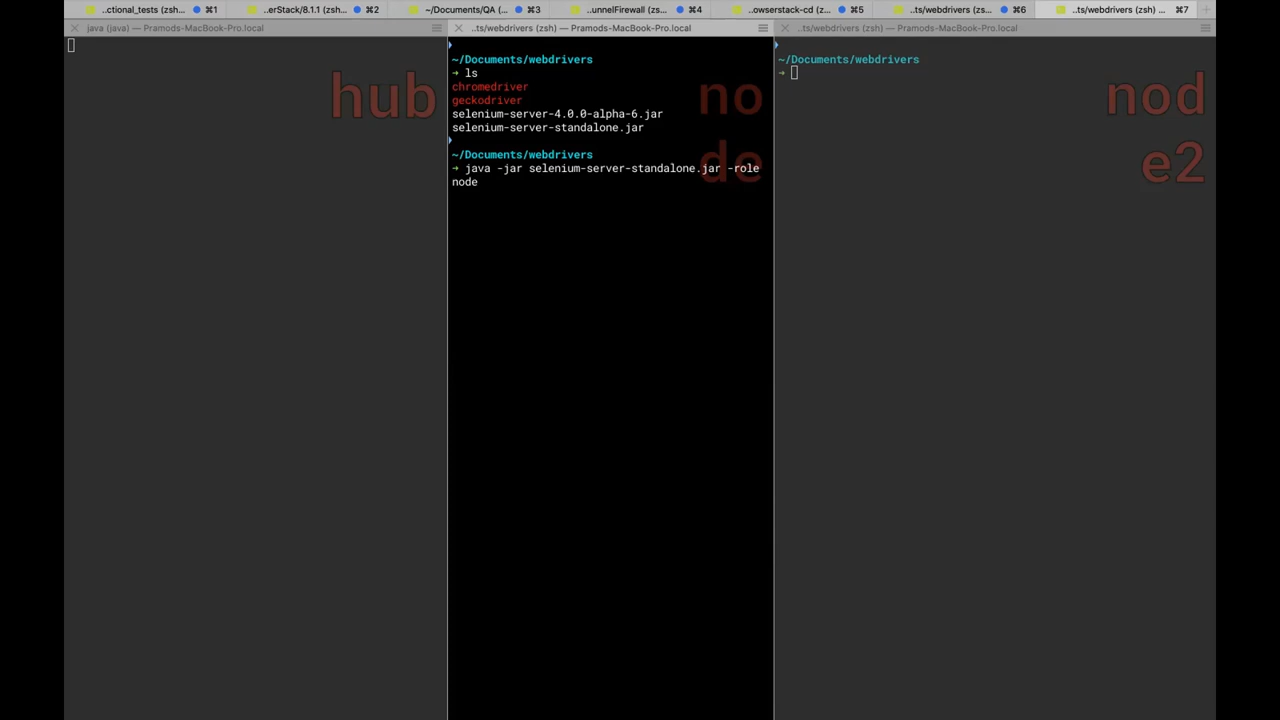 ..ctional_tests (zsh... ⌘1
..erStack/8.1.1 (zsh... ⌘2
~/Documents/QA (... ⌘3
..unnelFirewall (zs... ⌘4
..owserstack-cd (z... ⌘5
..ts/webdrivers (zs... ⌘6
..ts/webdrivers (zsh) ... ⌘7
java (java) — Pramods-MacBook-Pro.local
hub
..ts/webdrivers (zsh) — Pramods-MacBook-Pro.local
~/Documents/webdrivers
➜ ls
chromedriver
geckodriver
selenium-server-4.0.0-alpha-6.jar
selenium-server-standalone.jar
~/Documents/webdrivers
➜ java -jar selenium-server-standalone.jar -role
node
no
de
..ts/webdrivers (zsh) — Pramods-MacBook-Pro.local
~/Documents/webdrivers
➜
nod
e2